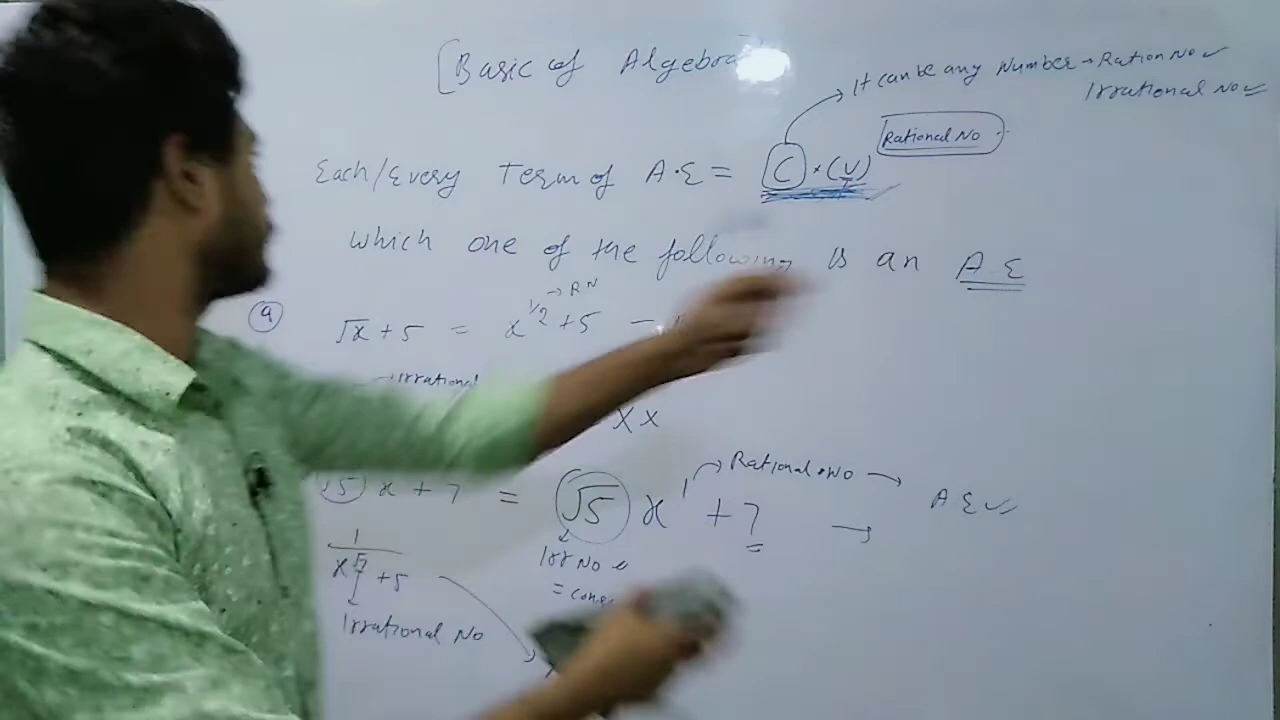 [Basic of Algebra
It can be any Number → Ration No ✓
Irrational No ✓
Rational No
Each/Every Term of A.E = (C) × (V)
which one of the following is an A E
→ R N
(a) √x + 5 = x^1/2 + 5 –
→ Irrational
X x
√5) x + 7 = (√5) x^1 + 7 →
→ Rational No → A E ✓
Irr No
= cons
1/(x^√7 + 5)
Irrational No